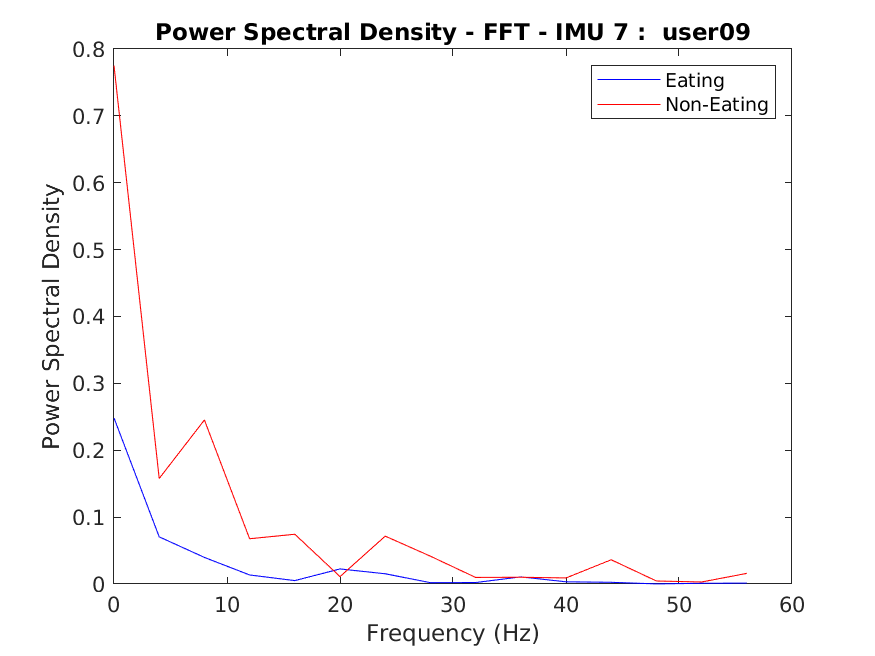 Power Spectral Density - FFT - IMU 7 :  user09
Eating
Non-Eating
Power Spectral Density
0.8
0.7
0.6
0.5
0.4
0.3
0.2
0.1
0
0 10 20 30 40 50 60
Frequency (Hz)